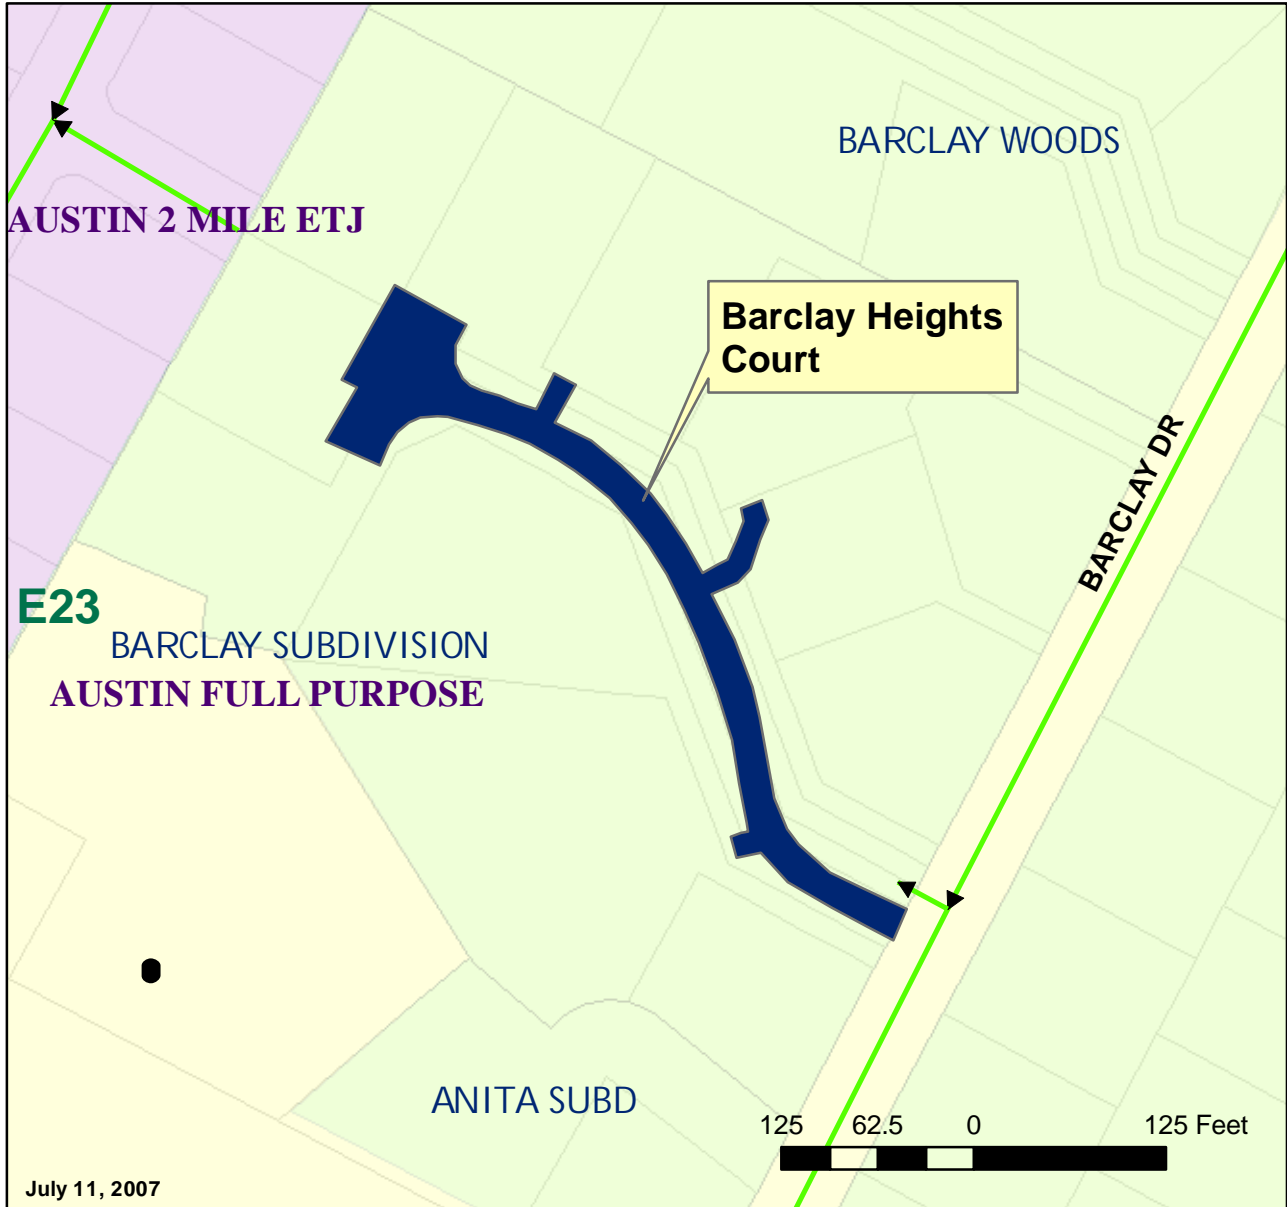 BARCLAY WOODS
AUSTIN 2 MILE ETJ
Barclay Heights
Court
BARCLAY DR
E23
BARCLAY SUBDIVISION
AUSTIN FULL PURPOSE
ANITA SUBD
125 62.5 0 125 Feet
July 11, 2007